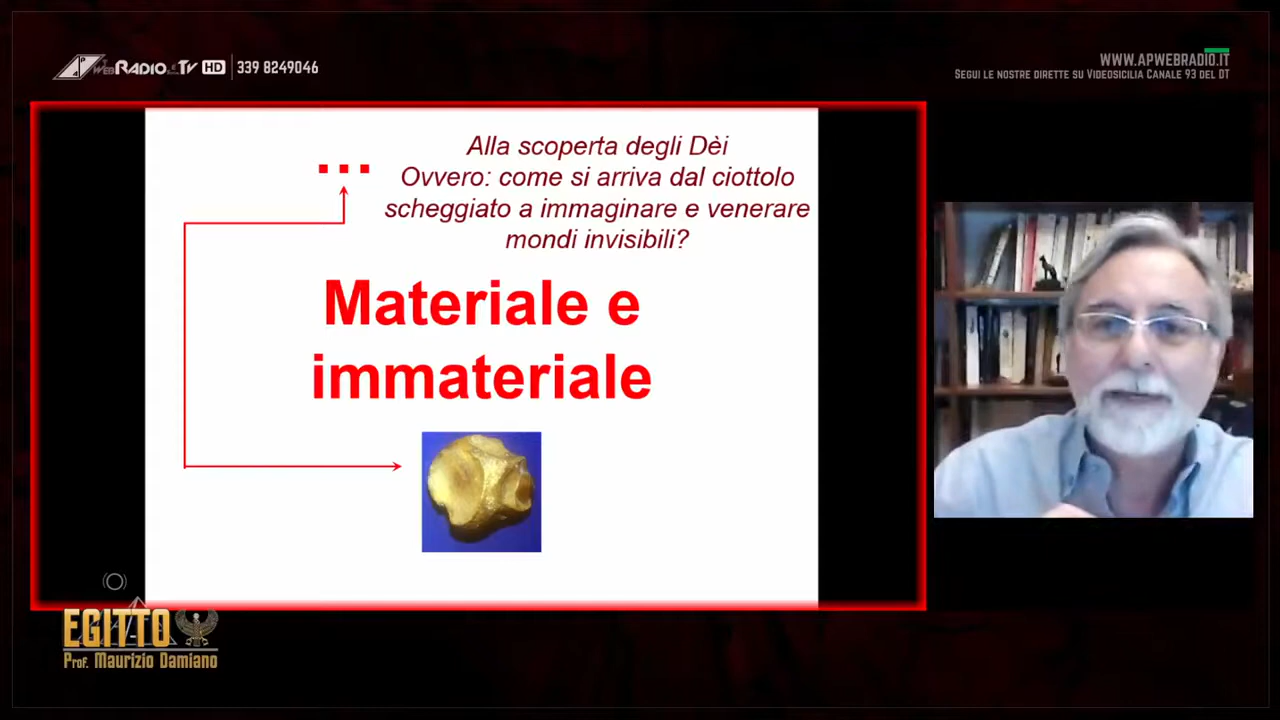 RADIO TV HD 339 8249046
WWW.APWEBRADIO.IT
SEGUI LE NOSTRE DIRETTE SU VIDEOSICILIA CANALE 93 DEL DT
... Alla scoperta degli Dèi
Ovvero: come si arriva dal ciottolo
scheggiato a immaginare e venerare
mondi invisibili?
Materiale e
immateriale
EGITTO
PROF. MAURIZIO DAMIANO